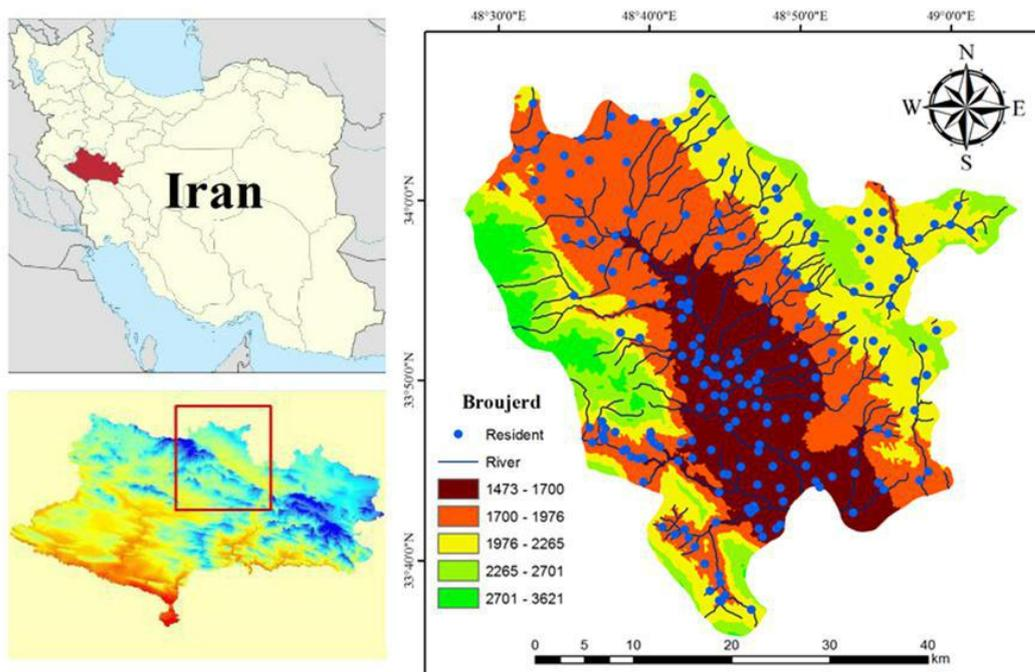 Iran
48°30'0"E 48°40'0"E 48°50'0"E 49°0'0"E
N
W E
S
34°0'0"N
33°50'0"N
33°40'0"N
Broujerd
Resident
River
1473 - 1700
1700 - 1976
1976 - 2265
2265 - 2701
2701 - 3621
0 5 10 20 30 40
km